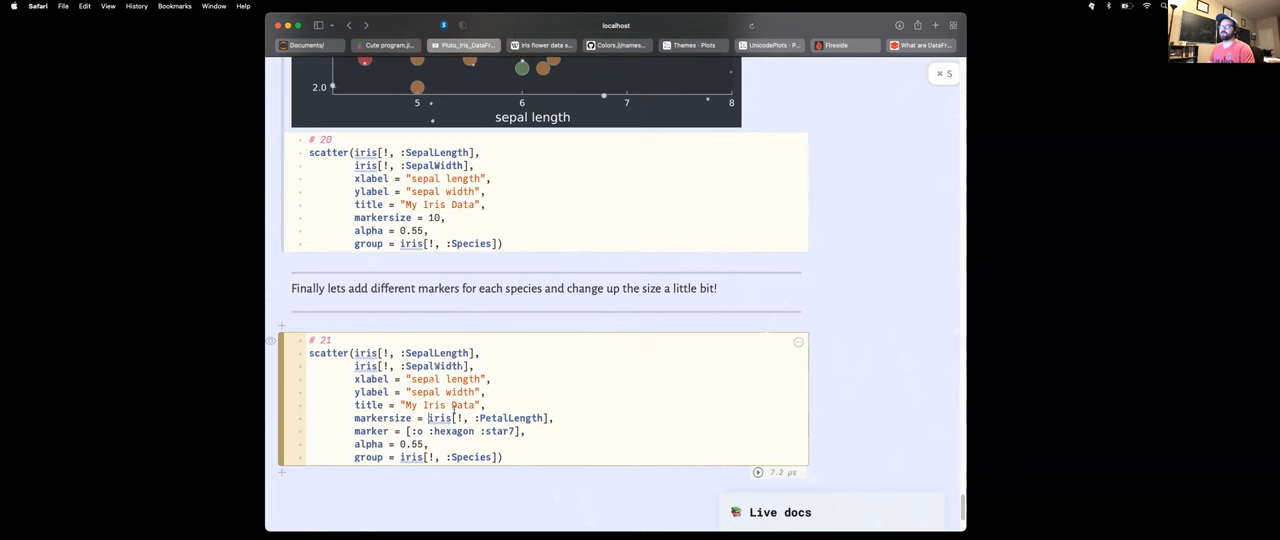 Safari File Edit View History Bookmarks Window Help
localhost
Documents/ Cute program.jl Pluto_Iris_DataFr... Iris flower data s... Colors.jl/names... Themes · Plots UnicodePlots · P... Fireside What are DataFr...
⌘ S
2.0
5 6 7 8
sepal length
# 20
scatter(iris[!, :SepalLength],
iris[!, :SepalWidth],
xlabel = "sepal length",
ylabel = "sepal width",
title = "My Iris Data",
markersize = 10,
alpha = 0.55,
group = iris[!, :Species])
Finally lets add different markers for each species and change up the size a little bit!
# 21
scatter(iris[!, :SepalLength],
iris[!, :SepalWidth],
xlabel = "sepal length",
ylabel = "sepal width",
title = "My Iris Data",
markersize = iris[!, :PetalLength],
marker = [:o :hexagon :star7],
alpha = 0.55,
group = iris[!, :Species])
7.2 μs
Live docs